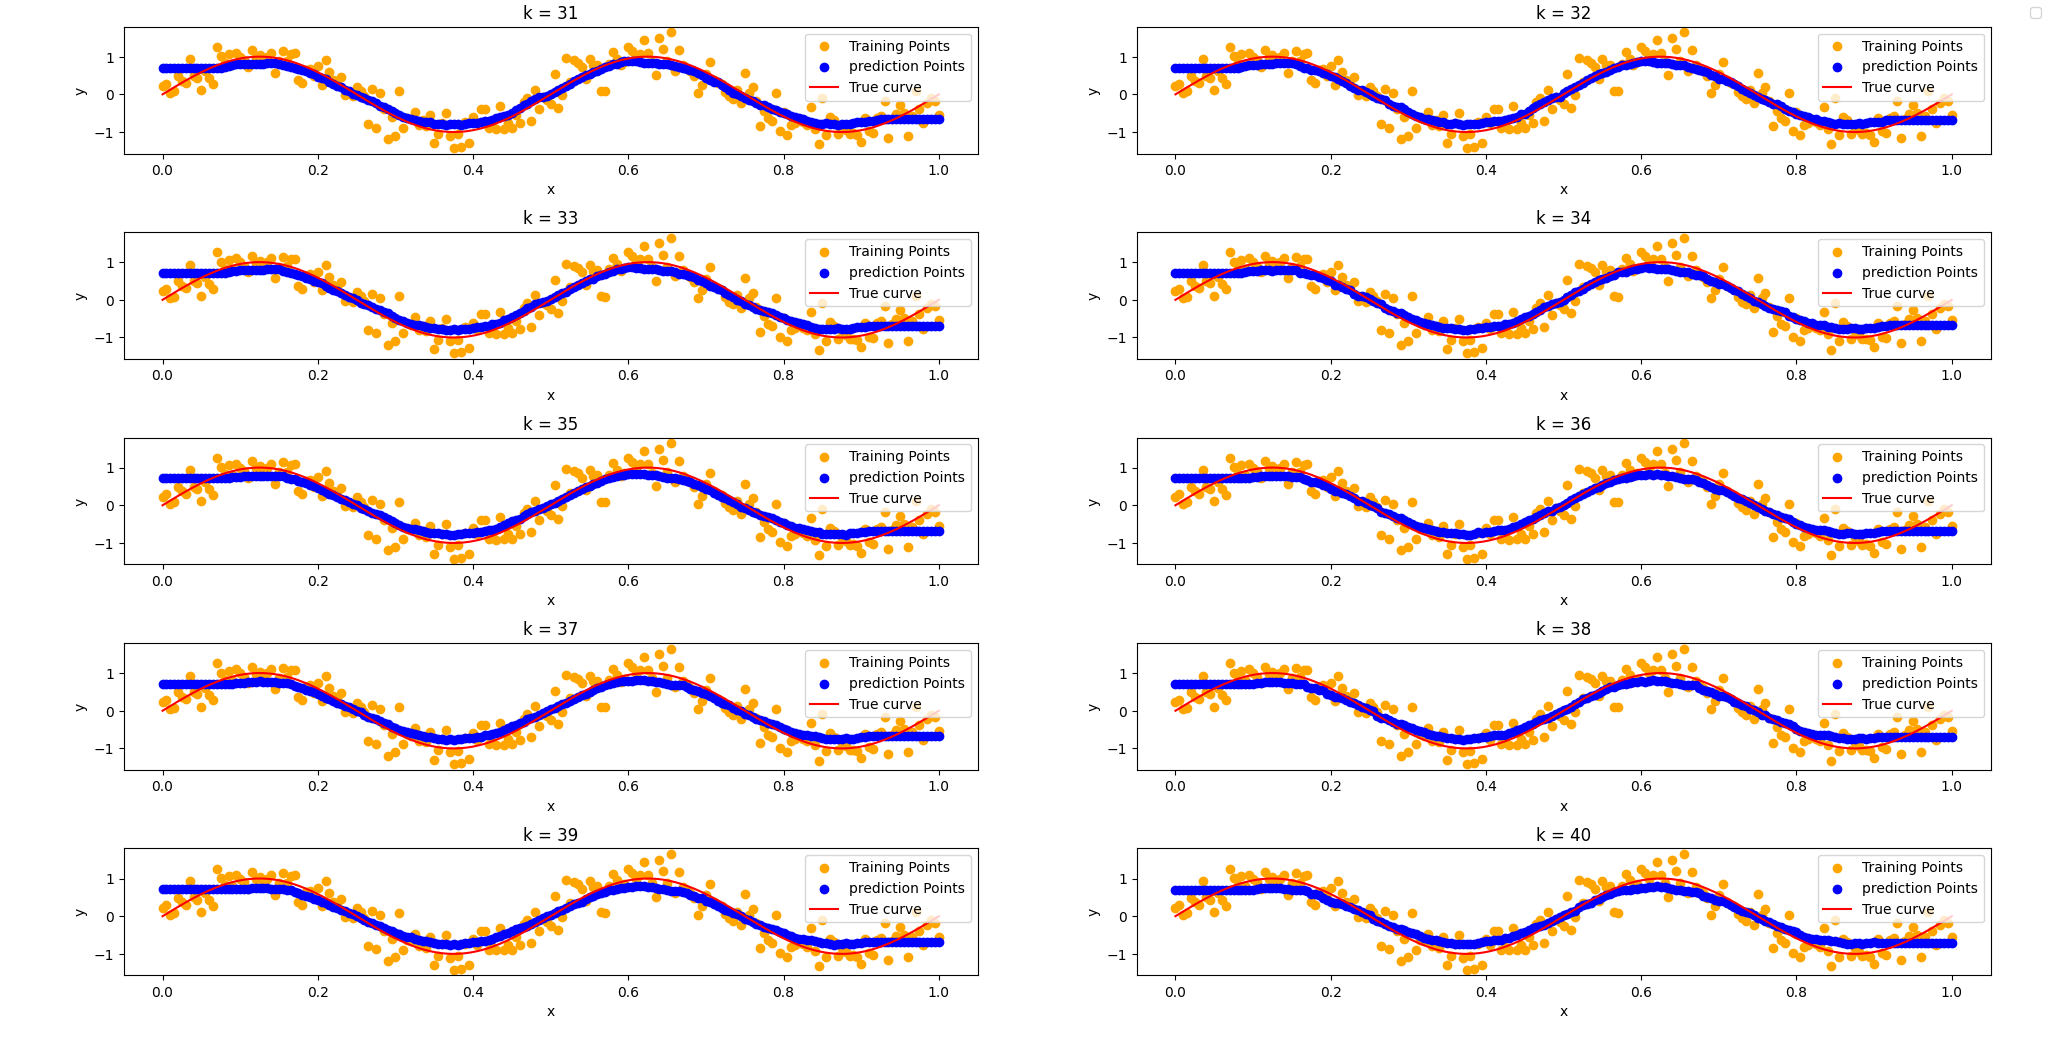 k = 31
1
0
−1
y
Training Points
prediction Points
True curve
0.0 0.2 0.4 0.6 0.8 1.0
x
k = 32
1
0
−1
y
Training Points
prediction Points
True curve
0.0 0.2 0.4 0.6 0.8 1.0
x
k = 33
1
0
−1
y
Training Points
prediction Points
True curve
0.0 0.2 0.4 0.6 0.8 1.0
x
k = 34
1
0
−1
y
Training Points
prediction Points
True curve
0.0 0.2 0.4 0.6 0.8 1.0
x
k = 35
1
0
−1
y
Training Points
prediction Points
True curve
0.0 0.2 0.4 0.6 0.8 1.0
x
k = 36
1
0
−1
y
Training Points
prediction Points
True curve
0.0 0.2 0.4 0.6 0.8 1.0
x
k = 37
1
0
−1
y
Training Points
prediction Points
True curve
0.0 0.2 0.4 0.6 0.8 1.0
x
k = 38
1
0
−1
y
Training Points
prediction Points
True curve
0.0 0.2 0.4 0.6 0.8 1.0
x
k = 39
1
0
−1
y
Training Points
prediction Points
True curve
0.0 0.2 0.4 0.6 0.8 1.0
x
k = 40
1
0
−1
y
Training Points
prediction Points
True curve
0.0 0.2 0.4 0.6 0.8 1.0
x